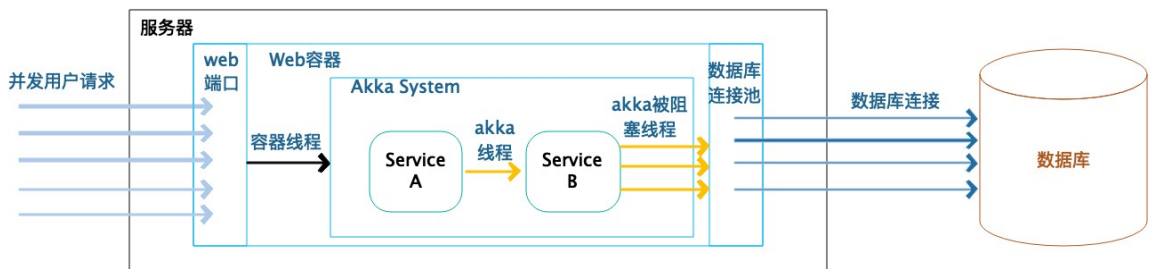 服务器
并发用户请求
web
端口
Web容器
Akka System
容器线程
Service
A
akka
线程
Service
B
akka被阻
塞线程
数据库
连接池
数据库连接
数据库